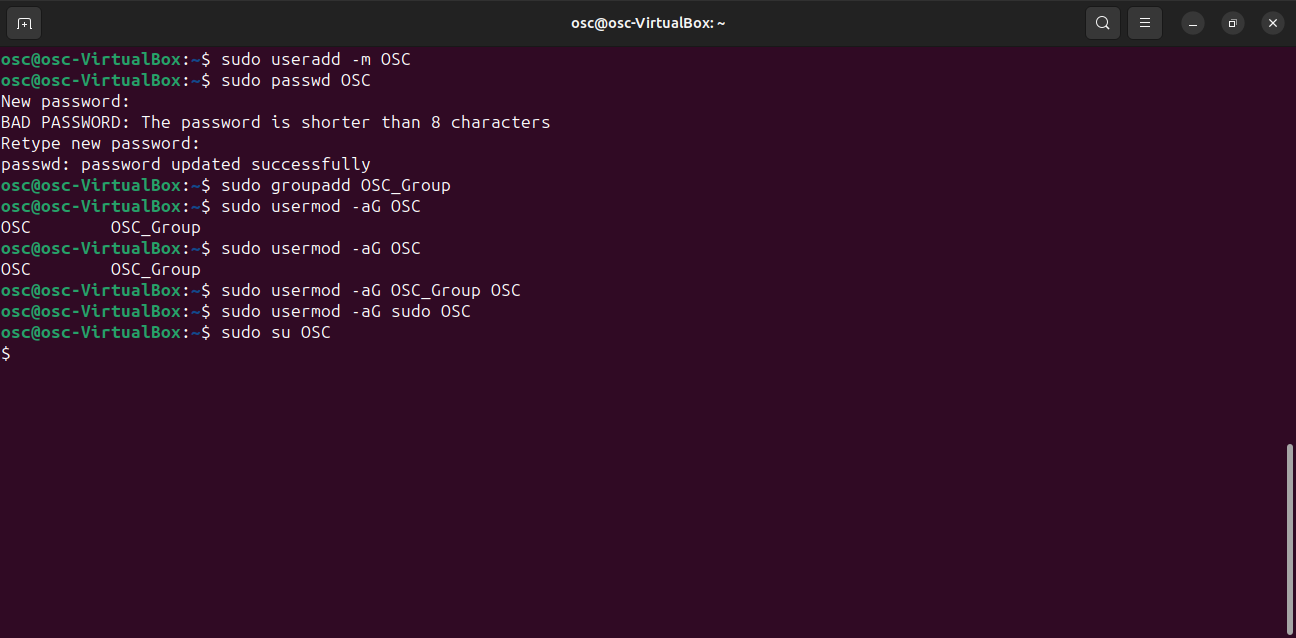 osc@osc-VirtualBox: ~
osc@osc-VirtualBox:~$ sudo useradd -m OSC
osc@osc-VirtualBox:~$ sudo passwd OSC
New password:
BAD PASSWORD: The password is shorter than 8 characters
Retype new password:
passwd: password updated successfully
osc@osc-VirtualBox:~$ sudo groupadd OSC_Group
osc@osc-VirtualBox:~$ sudo usermod -aG OSC
OSC        OSC_Group
osc@osc-VirtualBox:~$ sudo usermod -aG OSC
OSC        OSC_Group
osc@osc-VirtualBox:~$ sudo usermod -aG OSC_Group OSC
osc@osc-VirtualBox:~$ sudo usermod -aG sudo OSC
osc@osc-VirtualBox:~$ sudo su OSC
$